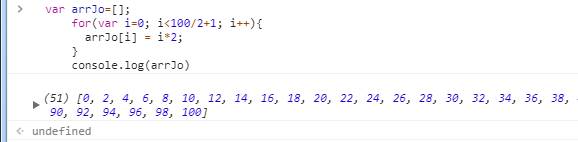 var arrJo=[];
for(var i=0; i<100/2+1; i++){
arrJo[i] = i*2;
}
console.log(arrJo)
(51) [0, 2, 4, 6, 8, 10, 12, 14, 16, 18, 20, 22, 24, 26, 28, 30, 32, 34, 36, 38,
90, 92, 94, 96, 98, 100]
undefined